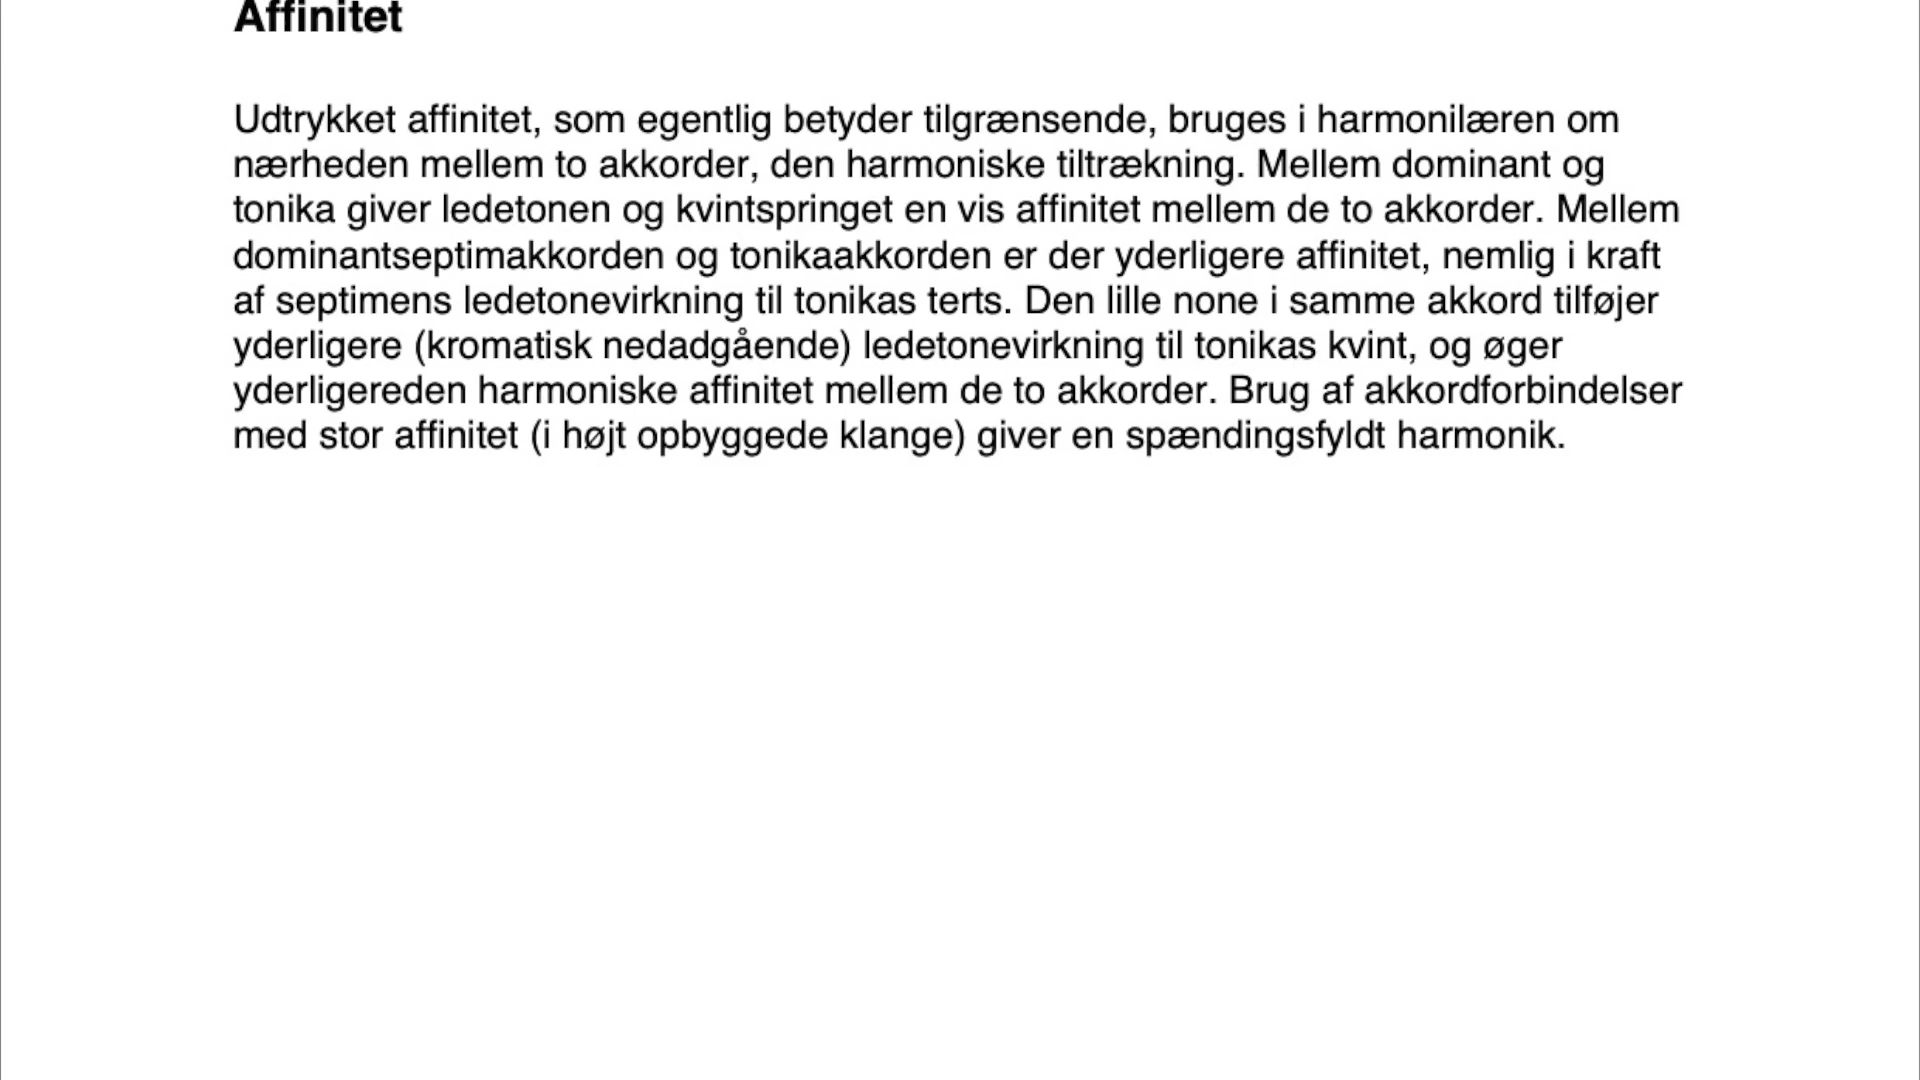 Affinitet
Udtrykket affinitet, som egentlig betyder tilgrænsende, bruges i harmonilæren om
nærheden mellem to akkorder, den harmoniske tiltrækning. Mellem dominant og
tonika giver ledetonen og kvintspringet en vis affinitet mellem de to akkorder. Mellem
dominantseptimakkorden og tonikaakkorden er der yderligere affinitet, nemlig i kraft
af septimens ledetonevirkning til tonikas terts. Den lille none i samme akkord tilføjer
yderligere (kromatisk nedadgående) ledetonevirkning til tonikas kvint, og øger
yderligereden harmoniske affinitet mellem de to akkorder. Brug af akkordforbindelser
med stor affinitet (i højt opbyggede klange) giver en spændingsfyldt harmonik.